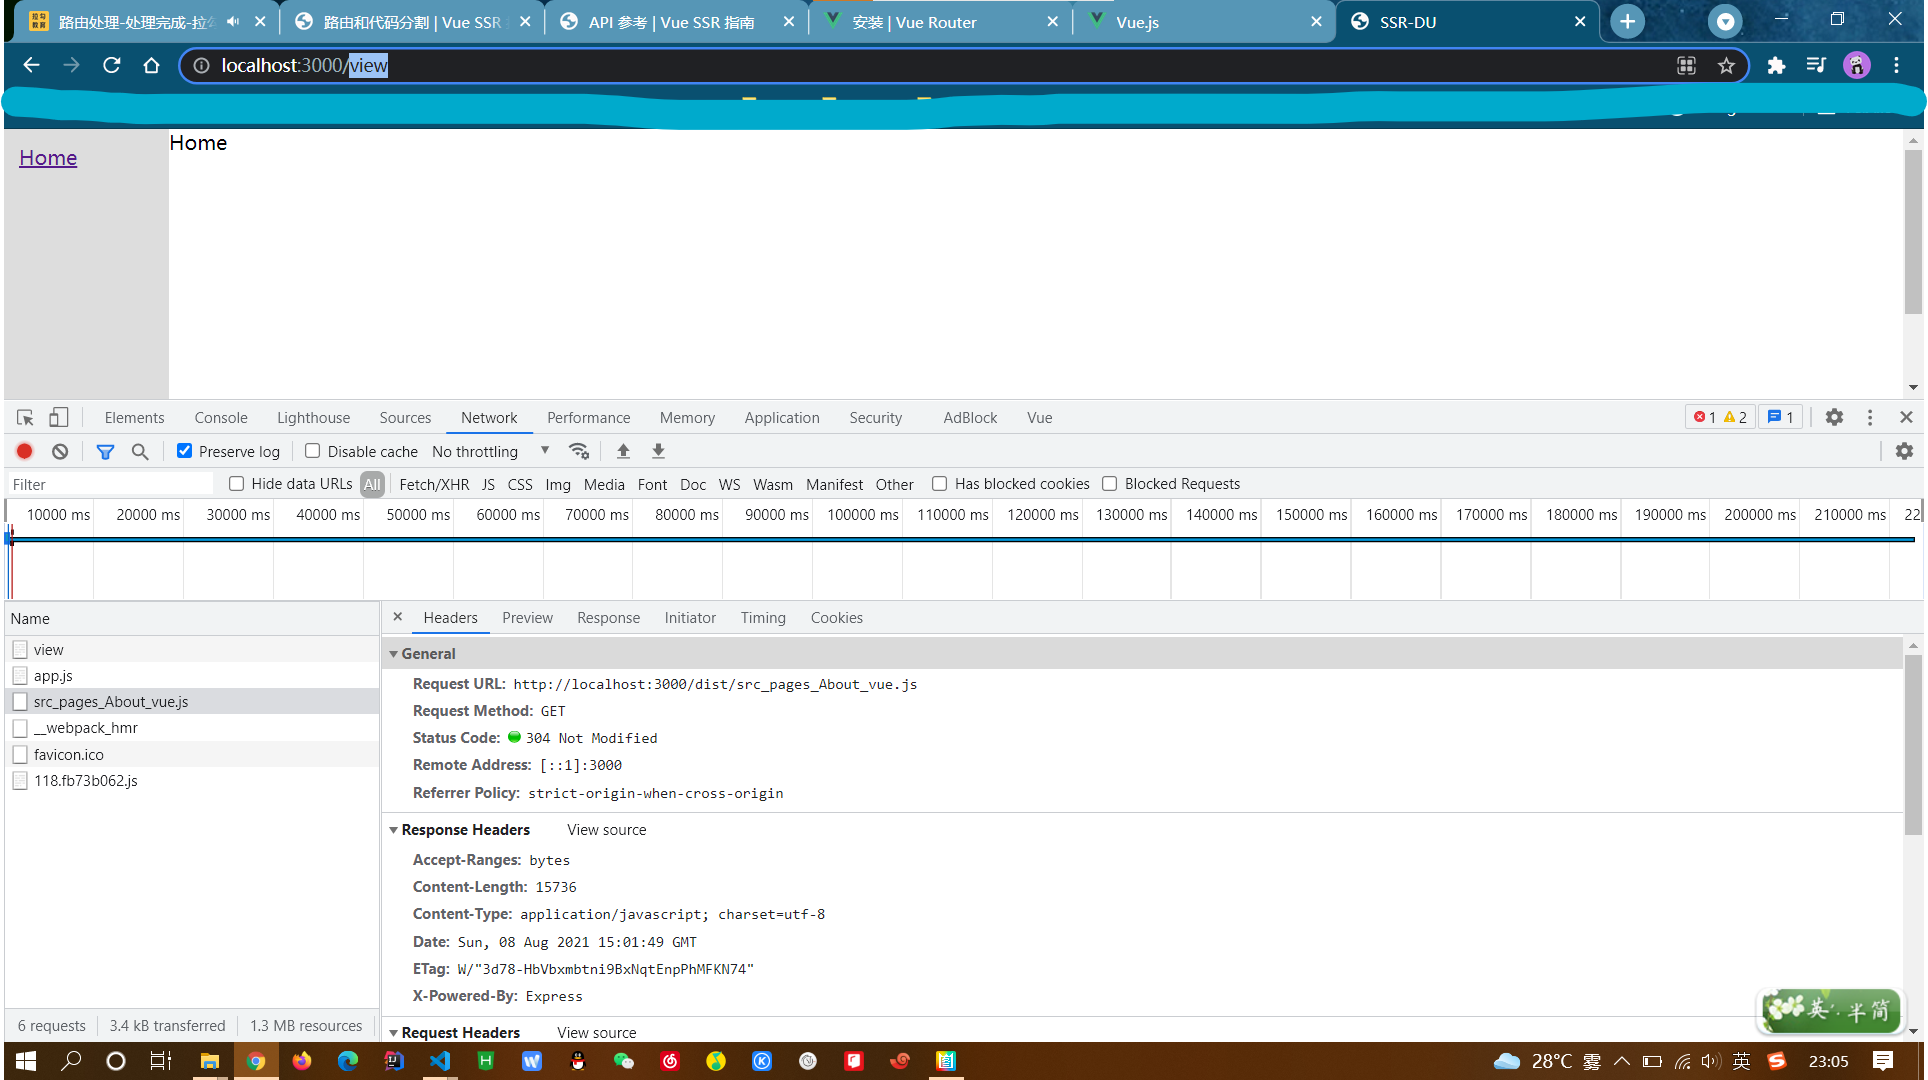 路由处理-处理完成-拉
路由和代码分割 | Vue SSR
API 参考 | Vue SSR 指南
安装 | Vue Router
Vue.js
SSR-DU
localhost:3000/view
Home
Home
Elements Console Lighthouse Sources Network Performance Memory Application Security AdBlock Vue 1 2 1
Preserve log Disable cache No throttling
Filter Hide data URLs All Fetch/XHR JS CSS Img Media Font Doc WS Wasm Manifest Other Has blocked cookies Blocked Requests
10000 ms 20000 ms 30000 ms 40000 ms 50000 ms 60000 ms 70000 ms 80000 ms 90000 ms 100000 ms 110000 ms 120000 ms 130000 ms 140000 ms 150000 ms 160000 ms 170000 ms 180000 ms 190000 ms 200000 ms 210000 ms 22
Name
view
app.js
src_pages_About_vue.js
__webpack_hmr
favicon.ico
118.fb73b062.js
6 requests 3.4 kB transferred 1.3 MB resources
Headers Preview Response Initiator Timing Cookies
General
Request URL: http://localhost:3000/dist/src_pages_About_vue.js
Request Method: GET
Status Code: 304 Not Modified
Remote Address: [::1]:3000
Referrer Policy: strict-origin-when-cross-origin
Response Headers View source
Accept-Ranges: bytes
Content-Length: 15736
Content-Type: application/javascript; charset=utf-8
Date: Sun, 08 Aug 2021 15:01:49 GMT
ETag: W/"3d78-HbVbxmbtni9BxNqtEnpPhMFKN74"
X-Powered-By: Express
Request Headers View source
英 半 简
28°C 雾 英 23:05